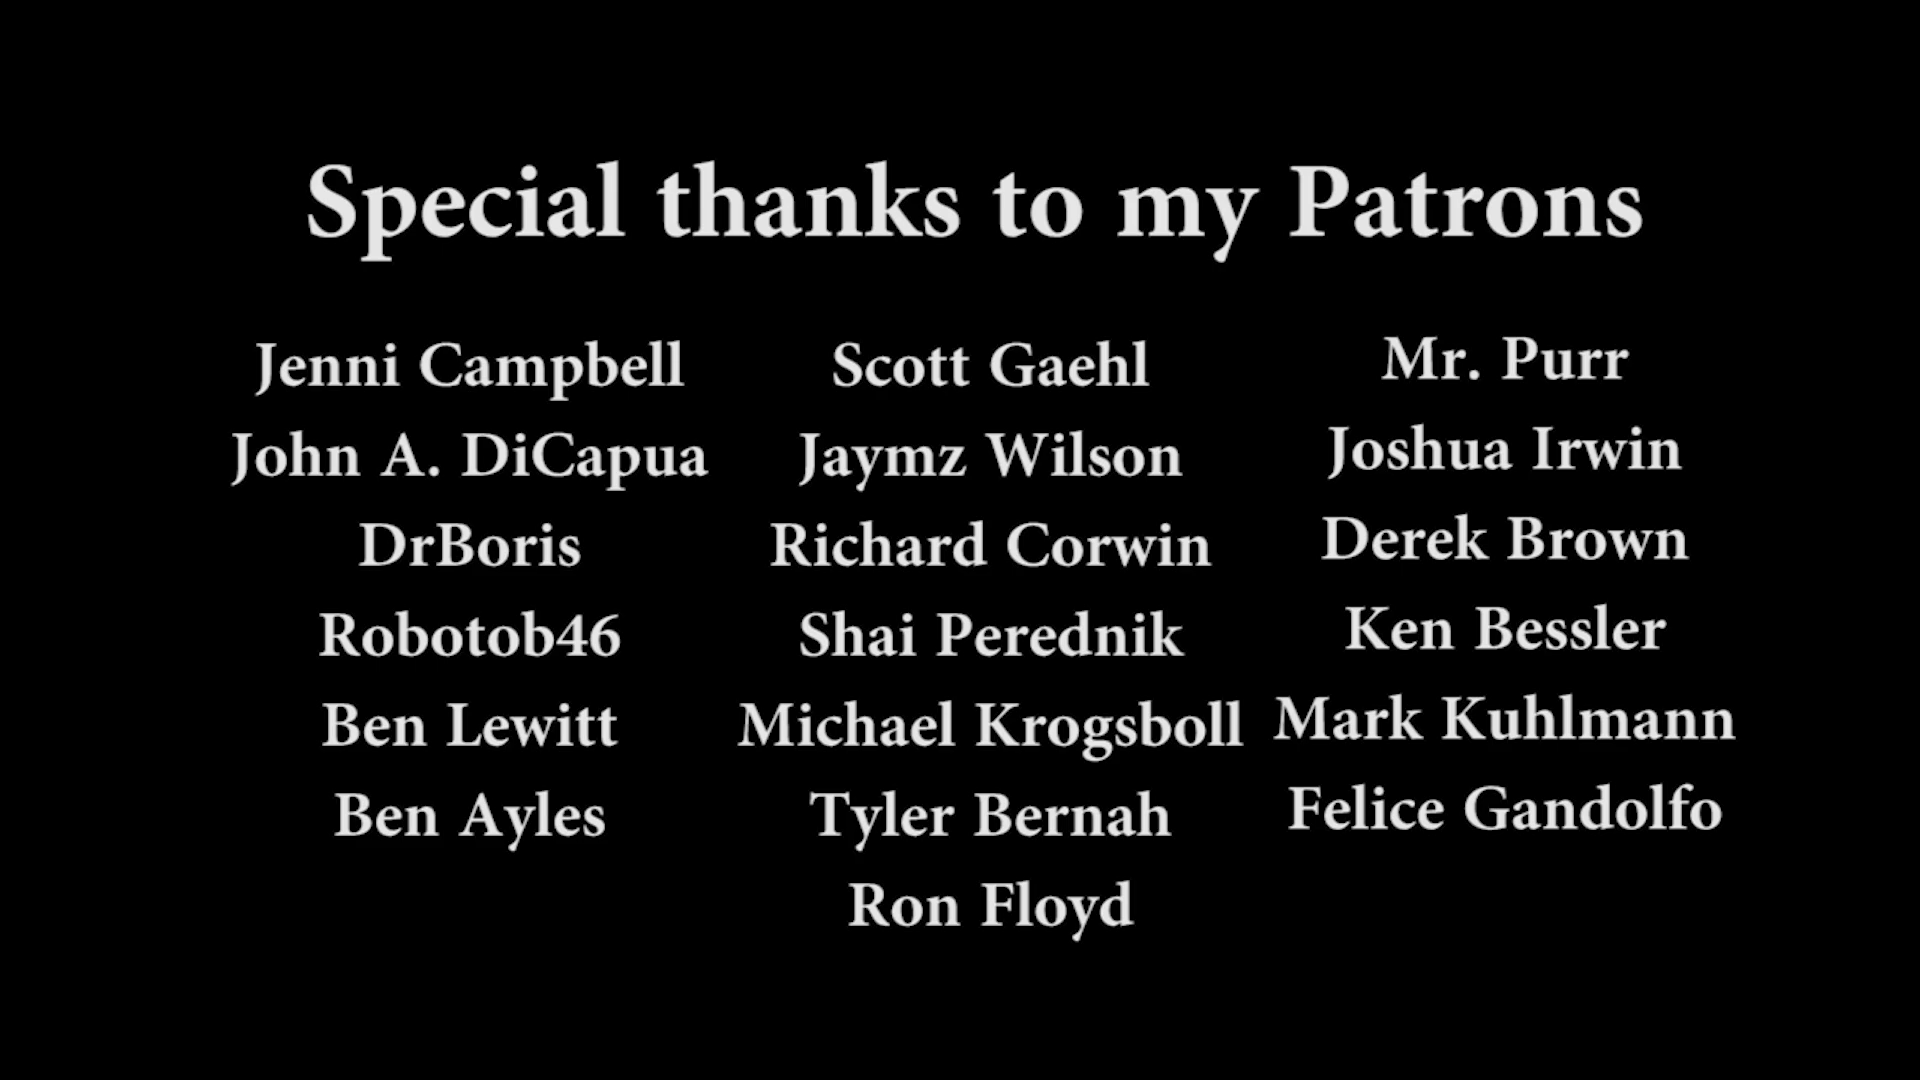 Special thanks to my Patrons
Jenni Campbell
John A. DiCapua
DrBoris
Robotob46
Ben Lewitt
Ben Ayles
Scott Gaehl
Jaymz Wilson
Richard Corwin
Shai Perednik
Michael Krogsboll
Tyler Bernah
Ron Floyd
Mr. Purr
Joshua Irwin
Derek Brown
Ken Bessler
Mark Kuhlmann
Felice Gandolfo